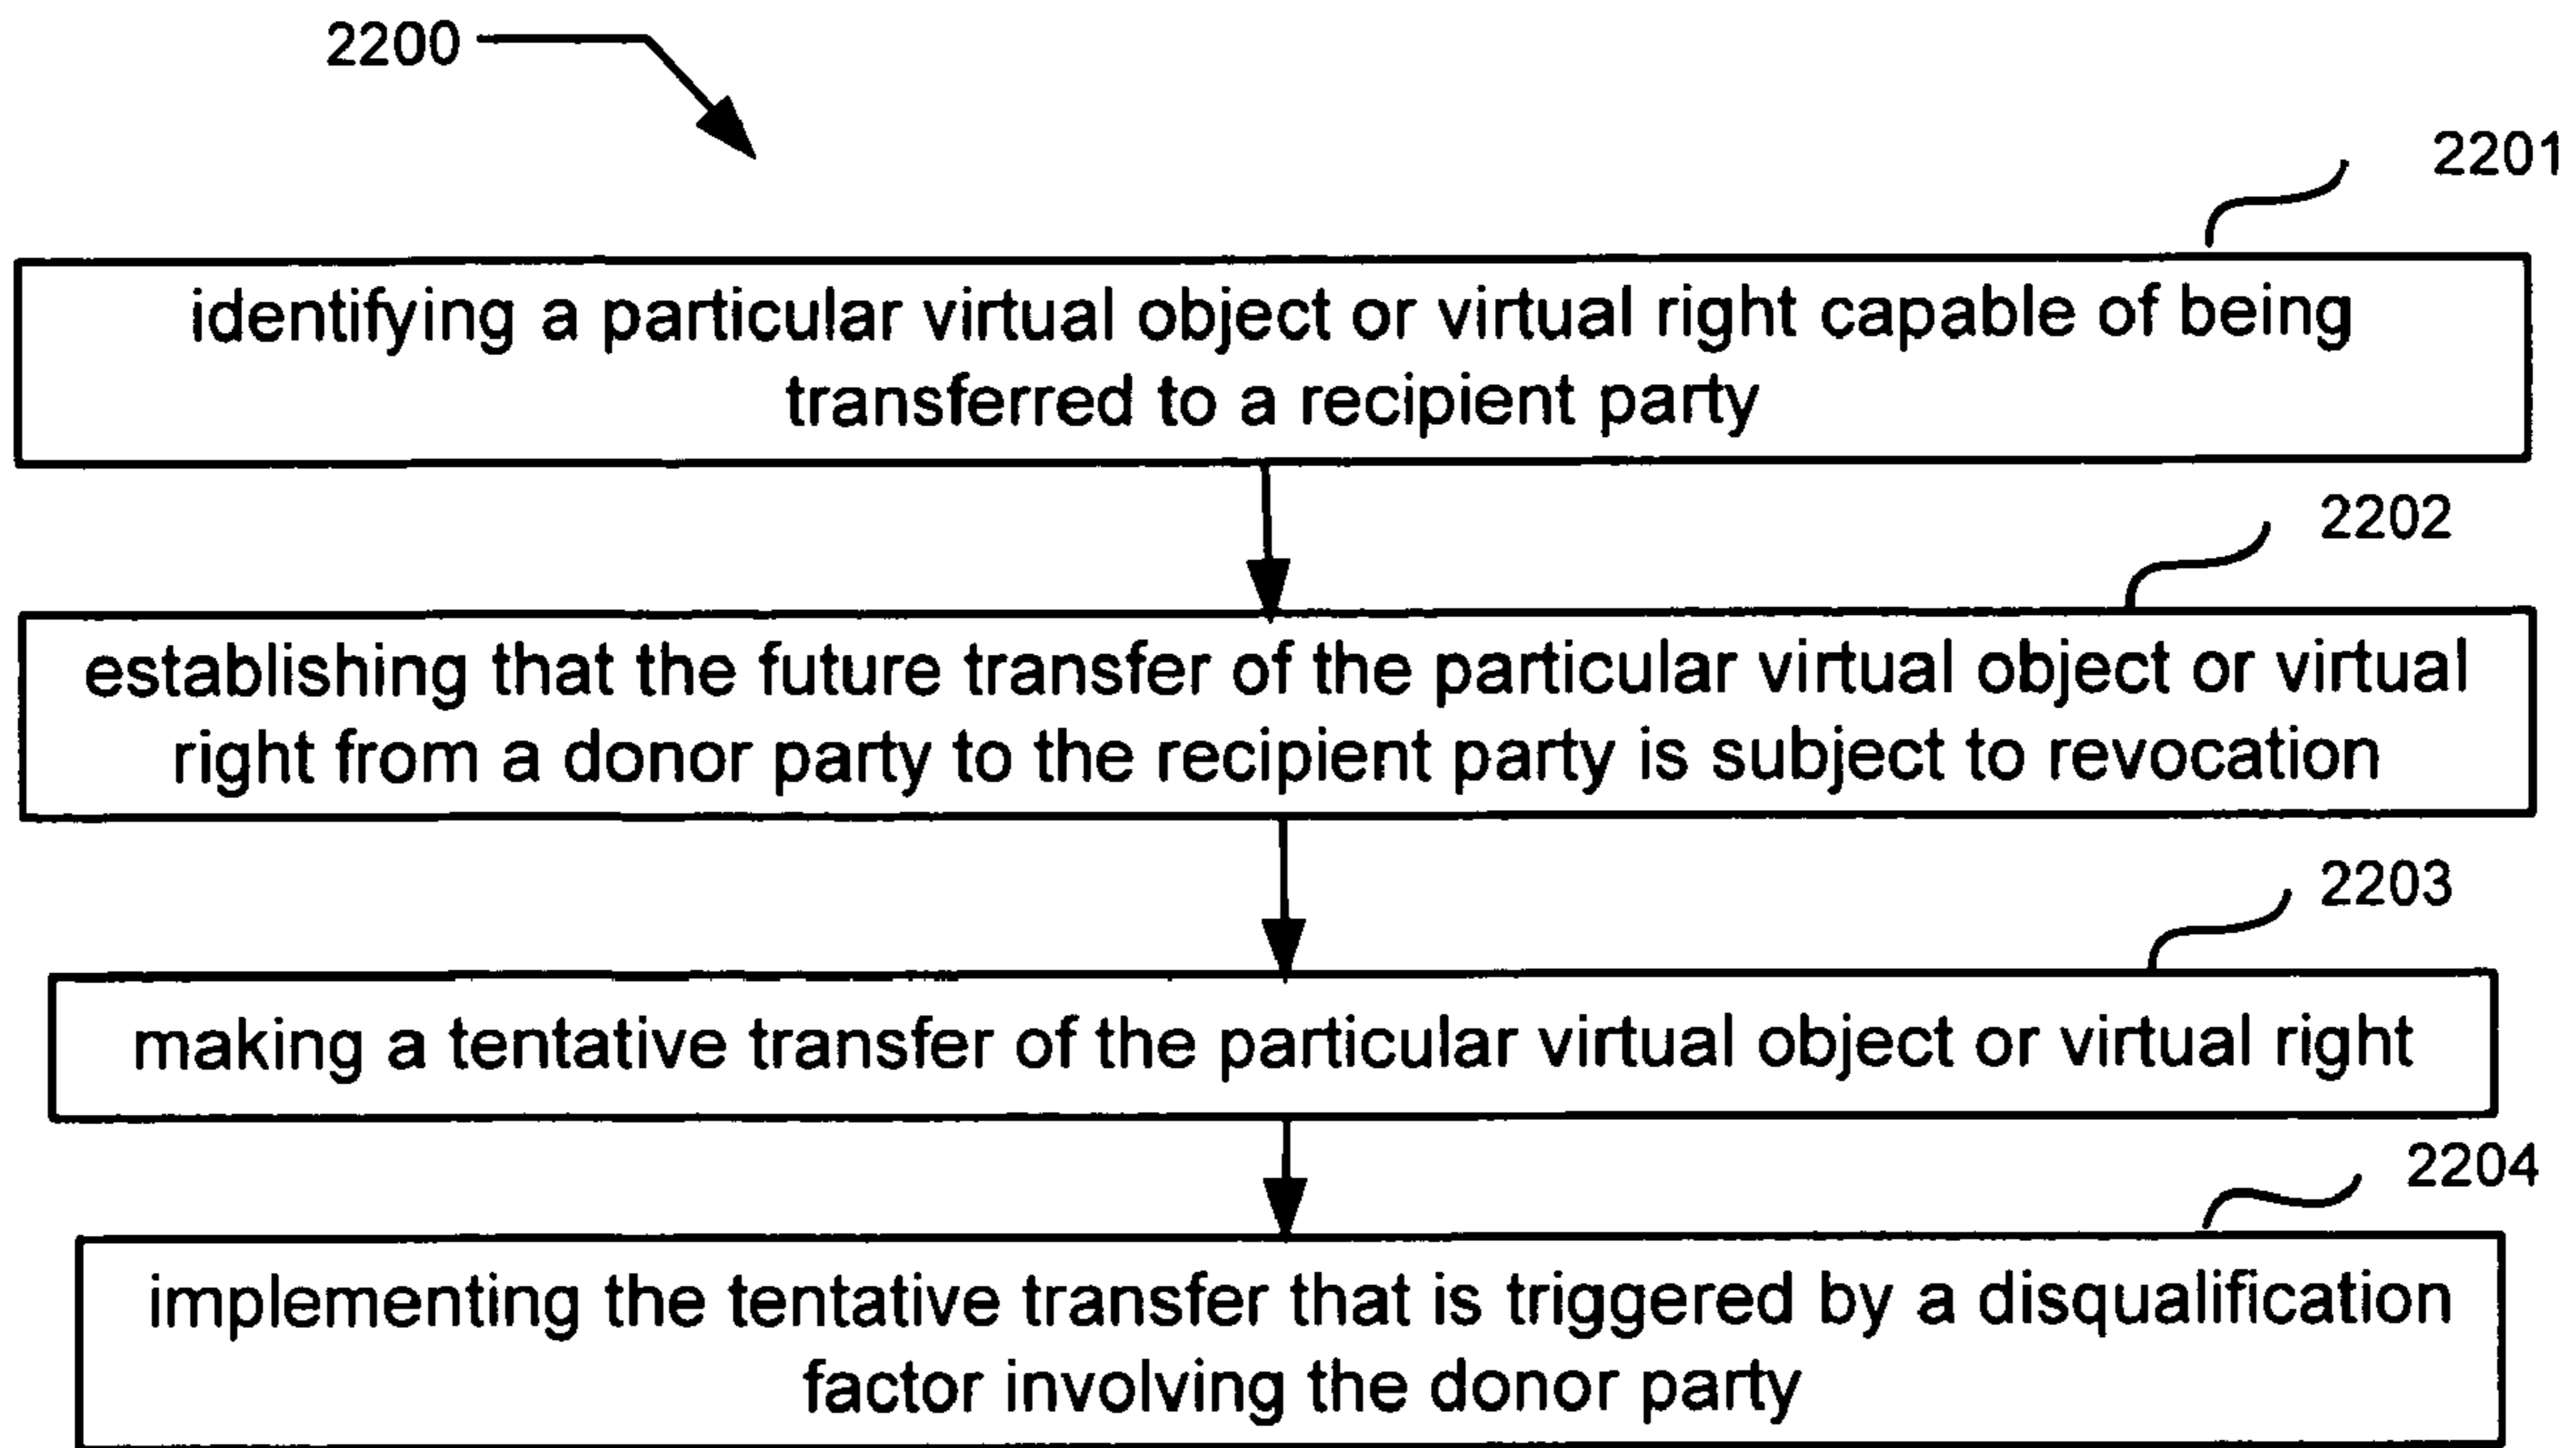 2200
2201
identifying a particular virtual object or virtual right capable of being
transferred to a recipient party
2202
establishing that the future transfer of the particular virtual object or virtual
right from a donor party to the recipient party is subject to revocation
2203
making a tentative transfer of the particular virtual object or virtual right
2204
implementing the tentative transfer that is triggered by a disqualification
factor involving the donor party